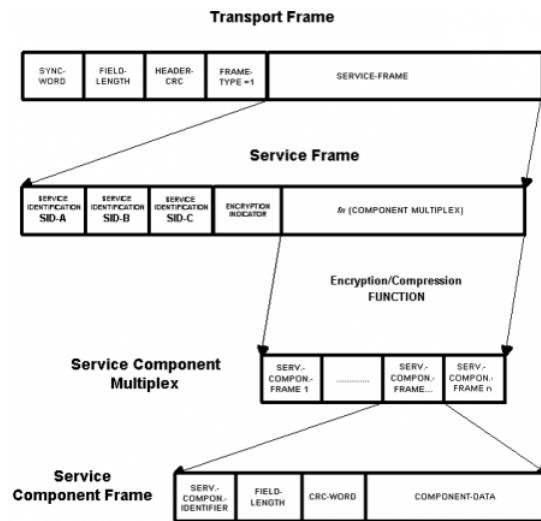 Transport Frame
SYNC-
WORD
FIELD-
LENGTH
HEADER-
CRC
FRAME-
TYPE =1
SERVICE-FRAME
Service Frame
SERVICE
IDENTIFICATION
SID-A
SERVICE
IDENTIFICATION
SID-B
SERVICE
IDENTIFICATION
SID-C
ENCRYPTION
INDICATOR
fn (COMPONENT MULTIPLEX)
Encryption/Compression
FUNCTION
Service Component
Multiplex
SERV.-
COMPON.-
FRAME 1
..............
SERV.-
COMPON.-
FRAME...
SERV.-
COMPON.-
FRAME n
Service
Component Frame
SERV.-
COMPON.-
IDENTIFIER
FIELD-
LENGTH
CRC-WORD
COMPONENT-DATA